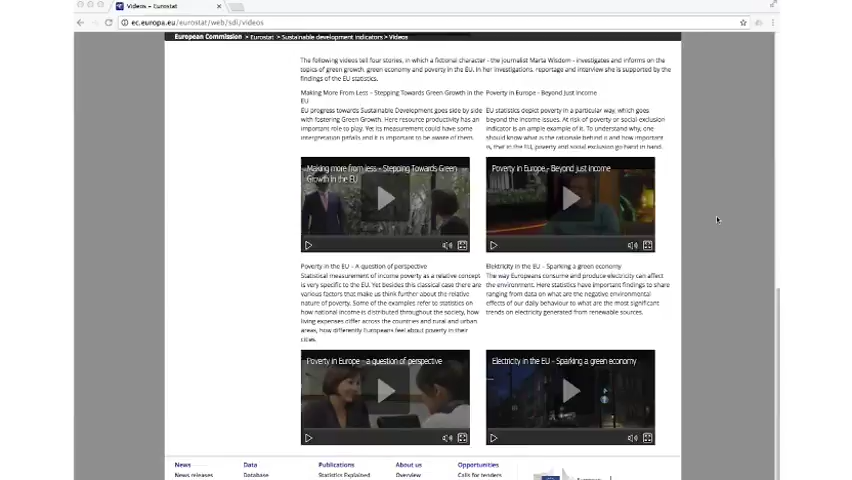 Videos – Eurostat
ec.europa.eu/eurostat/web/sdi/videos
European Commission > Eurostat > Sustainable development indicators > Videos
The following videos tell four stories, in which a fictional character - the journalist Marta Wisdom - investigates and informs on the
topics of green growth, green economy and poverty in the EU. In her investigations, reportage and interview she is supported by the
findings of the EU statistics.
Making More From Less – Stepping Towards Green Growth in the
EU
EU progress towards Sustainable Development goes side by side
with fostering Green Growth. Here resource productivity has an
important role to play. Yet its measurement could have some
interpretation pitfalls and it is important to be aware of them.
Making more from less – Stepping Towards Green
Growth in the EU
Poverty in Europe - Beyond Just Income
EU statistics depict poverty in a particular way, which goes
beyond the income issues. At risk of poverty or social exclusion
indicator is an ample example of it. To understand why, one
should know what is the rationale behind it and how important
is, that in the EU, poverty and social exclusion go hand in hand.
Poverty in Europe - Beyond just income
Poverty in the EU – A question of perspective
Statistical measurement of income poverty as a relative concept
is very specific to the EU. Yet besides this classical case there are
various factors that make us think further about the relative
nature of poverty. Some of the examples refer to statistics on
how national income is distributed throughout the society, how
living expenses differ across the countries and rural and urban
areas, how differently Europeans feel about poverty in their
cities.
Poverty in Europe – a question of perspective
Elektricity in the EU – Sparking a green economy
The way Europeans consume and produce electricity can affect
the environment. Here statistics have important findings to share
ranging from data on what are the negative environmental
effects of our daily behaviour to what are the most significant
trends on electricity generated from renewable sources.
Electricity in the EU – Sparking a green economy
News
News releases
Data
Database
Publications
Statistics Explained
About us
Overview
Opportunities
Calls for tenders